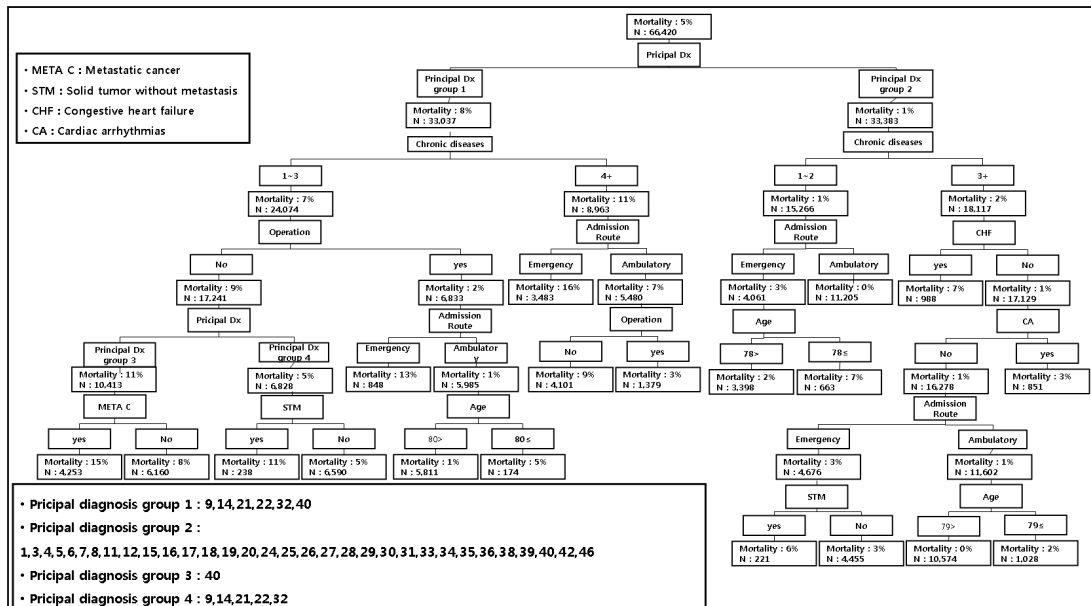 Mortality : 5%
N : 66,420
Pricipal Dx
• META C : Metastatic cancer
• STM : Solid tumor without metastasis
• CHF : Congestive heart failure
• CA : Cardiac arrhythmias
Principal Dx
group 1
Principal Dx
group 2
Mortality : 8%
N : 33,037
Mortality : 1%
N : 33,383
Chronic diseases
Chronic diseases
1~3
4+
1~2
3+
Mortality : 7%
N : 24,074
Mortality : 11%
N : 8,963
Mortality : 1%
N : 15,266
Mortality : 2%
N : 18,117
Operation
Admission
Route
Admission
Route
CHF
No
yes
Emergency
Ambulatory
Emergency
Ambulatory
yes
No
Mortality : 9%
N : 17,241
Mortality : 2%
N : 6,833
Mortality : 16%
N : 3,483
Mortality : 7%
N : 5,480
Mortality : 3%
N : 4,061
Mortality : 0%
N : 11,205
Mortality : 7%
N : 988
Mortality : 1%
N : 17,129
Pricipal Dx
Admission
Route
Operation
Age
CA
Principal Dx
group 3
Principal Dx
group 4
Emergency
Ambulator
y
No
yes
78>
78≤
No
yes
Mortality : 11%
N : 10,413
Mortality : 5%
N : 6,828
Mortality : 13%
N : 848
Mortality : 1%
N : 5,985
Mortality : 9%
N : 4,101
Mortality : 3%
N : 1,379
Mortality : 2%
N : 3,398
Mortality : 7%
N : 663
Mortality : 1%
N : 16,278
Mortality : 3%
N : 851
META C
STM
Age
Admission
Route
yes
No
yes
No
80>
80≤
Emergency
Ambulatory
Mortality : 15%
N : 4,253
Mortality : 8%
N : 6,160
Mortality : 11%
N : 238
Mortality : 5%
N : 6,590
Mortality : 1%
N : 5,811
Mortality : 5%
N : 174
Mortality : 3%
N : 4,676
Mortality : 1%
N : 11,602
STM
Age
yes
No
79>
79≤
Mortality : 6%
N : 221
Mortality : 3%
N : 4,455
Mortality : 0%
N : 10,574
Mortality : 2%
N : 1,028
• Pricipal diagnosis group 1 : 9,14,21,22,32,40
• Pricipal diagnosis group 2 :
1,3,4,5,6,7,8,11,12,15,16,17,18,19,20,24,25,26,27,28,29,30,31,33,34,35,36,38,39,40,42,46
• Pricipal diagnosis group 3 : 40
• Pricipal diagnosis group 4 : 9,14,21,22,32